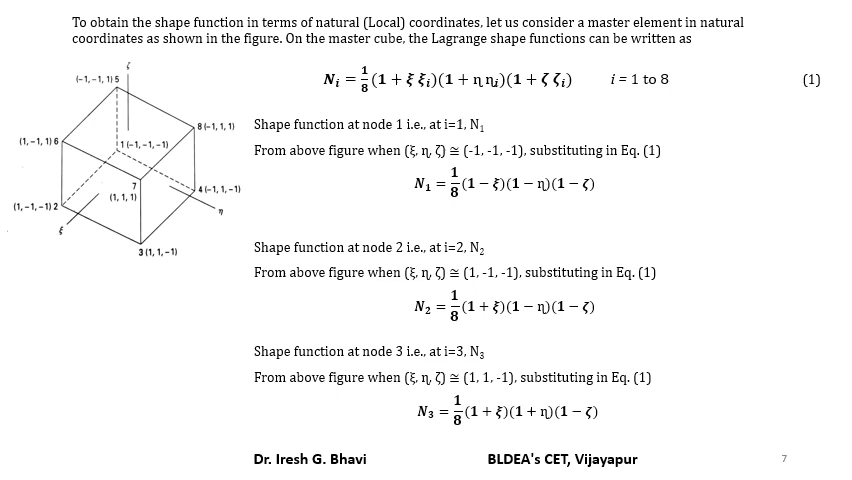 To obtain the shape function in terms of natural (Local) coordinates, let us consider a master element in natural
coordinates as shown in the figure. On the master cube, the Lagrange shape functions can be written as
Nᵢ = 1/8 (1 + ξ ξᵢ)(1 + η ηᵢ)(1 + ζ ζᵢ) i = 1 to 8 (1)
ζ
(-1,-1, 1) 5
8 (-1, 1, 1)
(1,-1, 1) 6
1 (-1,-1,-1)
7
(1, 1, 1)
4 (-1, 1,-1)
(1,-1,-1) 2
η
ξ
3 (1, 1,-1)
Shape function at node 1 i.e., at i=1, N₁
From above figure when (ξ, η, ζ) ≅ (-1, -1, -1), substituting in Eq. (1)
N₁ = 1/8 (1 − ξ)(1 − η)(1 − ζ)
Shape function at node 2 i.e., at i=2, N₂
From above figure when (ξ, η, ζ) ≅ (1, -1, -1), substituting in Eq. (1)
N₂ = 1/8 (1 + ξ)(1 − η)(1 − ζ)
Shape function at node 3 i.e., at i=3, N₃
From above figure when (ξ, η, ζ) ≅ (1, 1, -1), substituting in Eq. (1)
N₃ = 1/8 (1 + ξ)(1 + η)(1 − ζ)
Dr. Iresh G. Bhavi BLDEA's CET, Vijayapur 7